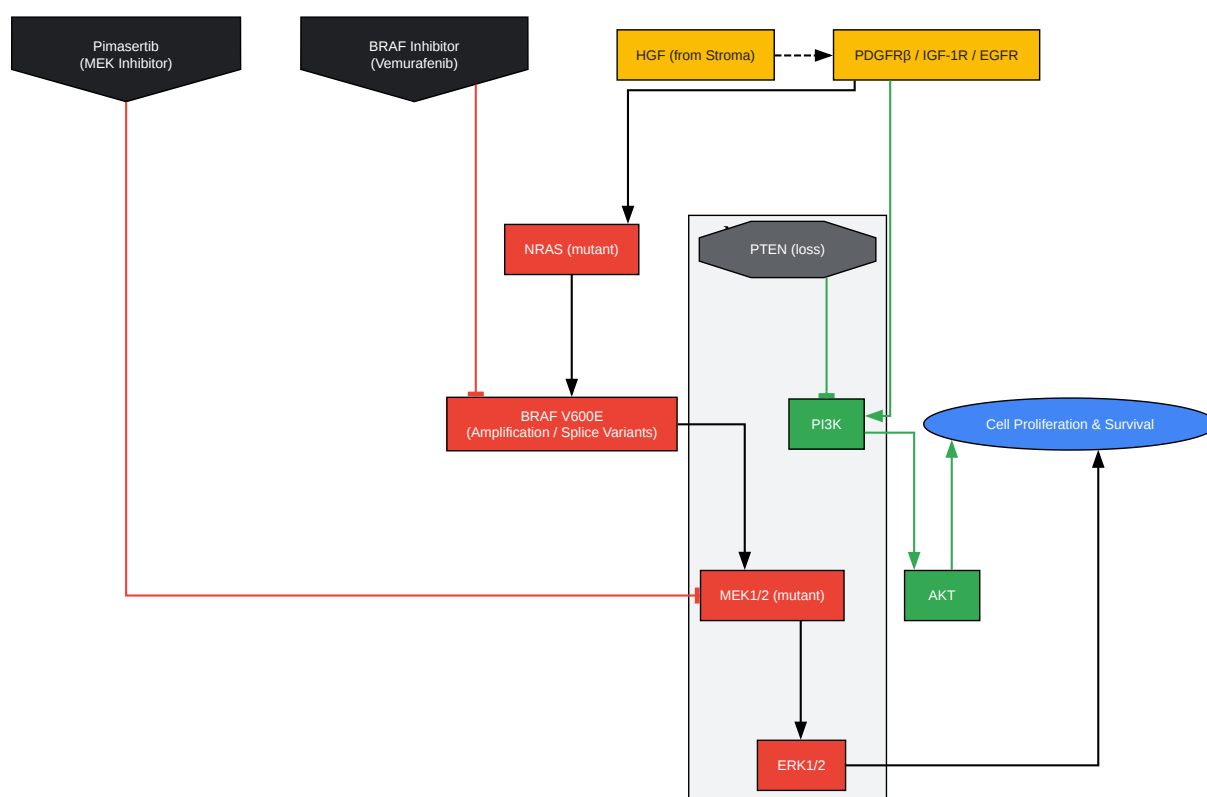 Pimasertib
(MEK Inhibitor)
BRAF Inhibitor
(Vemurafenib)
HGF (from Stroma)
PDGFRβ / IGF-1R / EGFR
NRAS (mutant)
PTEN (loss)
BRAF V600E
(Amplification / Splice Variants)
PI3K
Cell Proliferation & Survival
MEK1/2 (mutant)
AKT
ERK1/2